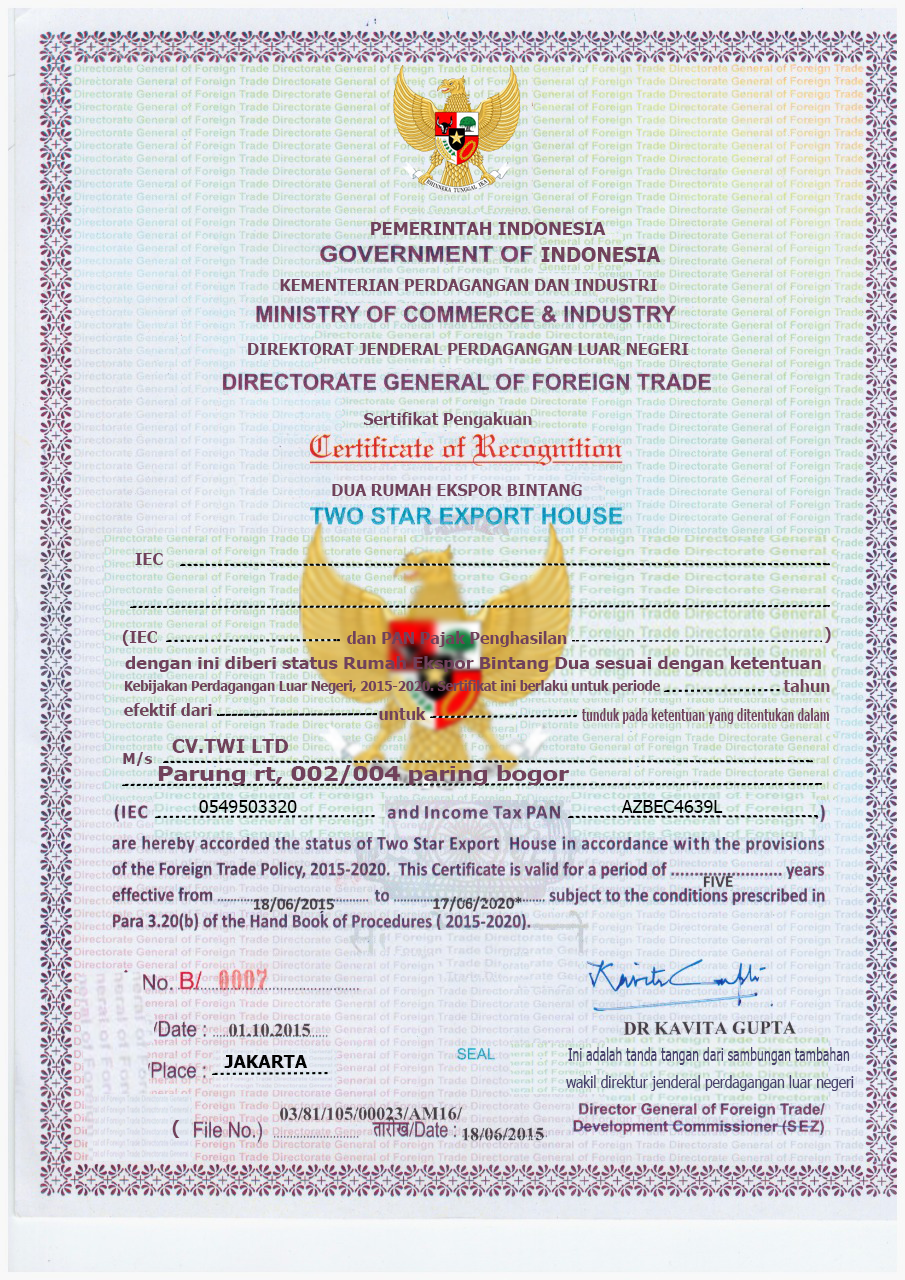 BHINNEKA TUNGGAL IKA
PEMERINTAH INDONESIA
GOVERNMENT OF INDONESIA
KEMENTERIAN PERDAGANGAN DAN INDUSTRI
MINISTRY OF COMMERCE & INDUSTRY
DIREKTORAT JENDERAL PERDAGANGAN LUAR NEGERI
DIRECTORATE GENERAL OF FOREIGN TRADE
Sertifikat Pengakuan
Certificate of Recognition
DUA RUMAH EKSPOR BINTANG
TWO STAR EXPORT HOUSE
IEC
(IEC dan PAN Pajak Penghasilan )
dengan ini diberi status Rumah Ekspor Bintang Dua sesuai dengan ketentuan
Kebijakan Perdagangan Luar Negeri, 2015-2020. Sertifikat ini berlaku untuk periode tahun
efektif dari untuk tunduk pada ketentuan yang ditentukan dalam
M/s CV.TWI LTD
Parung rt, 002/004 paring bogor
(IEC 0549503320 and Income Tax PAN AZBEC4639L )
are hereby accorded the status of Two Star Export House in accordance with the provisions
of the Foreign Trade Policy, 2015-2020. This Certificate is valid for a period of FIVE years
effective from 18/06/2015 to 17/06/2020* subject to the conditions prescribed in
Para 3.20(b) of the Hand Book of Procedures ( 2015-2020).
No. B/ 0007
/Date : 01.10.2015
DR KAVITA GUPTA
/Place : JAKARTA
SEAL
Ini adalah tanda tangan dari sambungan tambahan
wakil direktur jenderal perdagangan luar negeri
Director General of Foreign Trade/
Development Commissioner (SEZ)
( File No.) 03/81/105/00023/AM16/
तारीख/Date : 18/06/2015